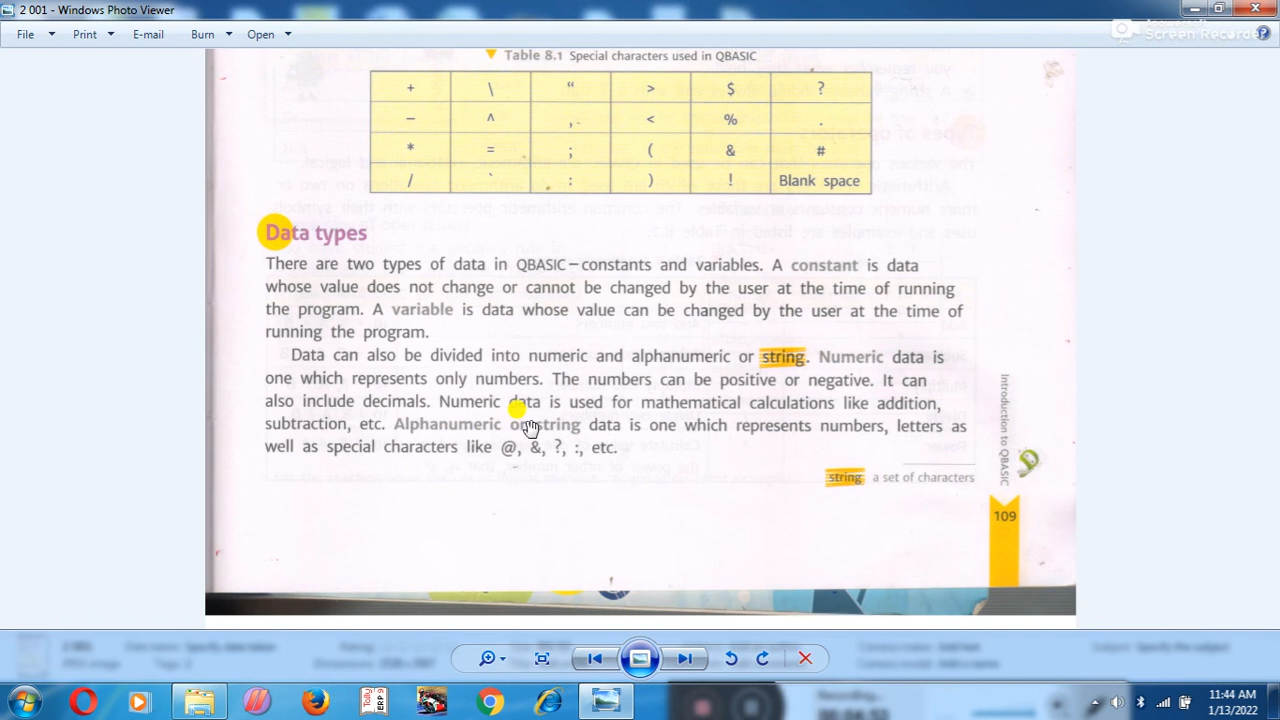 2 001 - Windows Photo Viewer
File Print E-mail Burn Open
Screen Recorder
Table 8.1 Special characters used in QBASIC
+ \ “ > $ ?
– ^ , < % .
* = ; ( & #
/ ` : ) ! Blank space
Data types
There are two types of data in QBASIC – constants and variables. A constant is data
whose value does not change or cannot be changed by the user at the time of running
the program. A variable is data whose value can be changed by the user at the time of
running the program.
Data can also be divided into numeric and alphanumeric or string. Numeric data is
one which represents only numbers. The numbers can be positive or negative. It can
also include decimals. Numeric data is used for mathematical calculations like addition,
subtraction, etc. Alphanumeric or string data is one which represents numbers, letters as
well as special characters like @, &, ?, :, etc.
string a set of characters
Introduction to QBASIC
109
Recording...
Tally
ERP 9
11:44 AM
1/13/2022